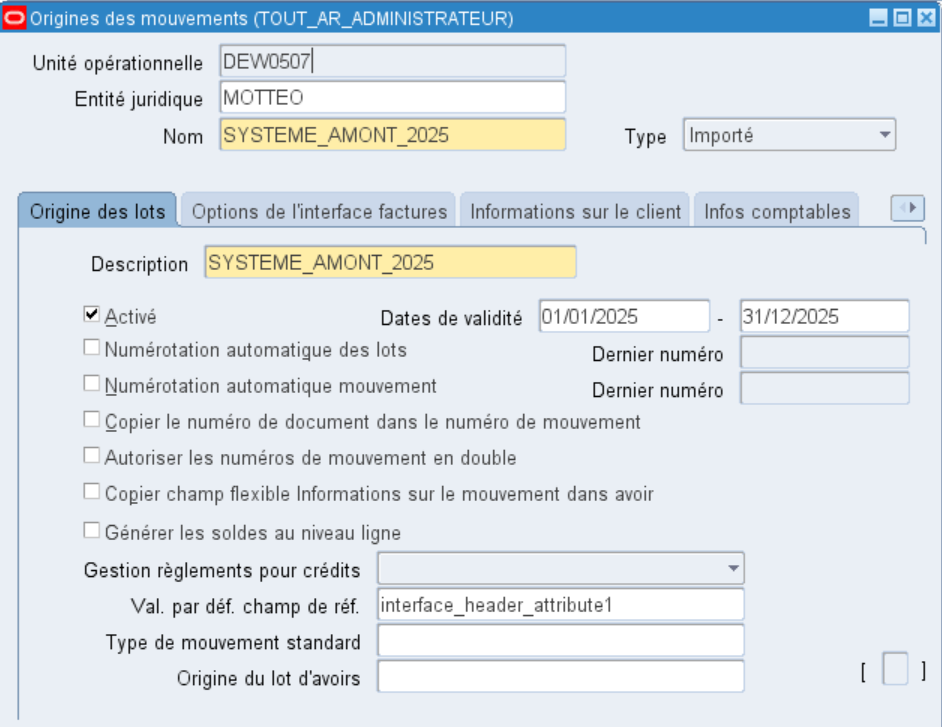 Origines des mouvements (TOUT_AR_ADMINISTRATEUR)
Unité opérationnelle DEW0507
Entité juridique MOTTEO
Nom SYSTEME_AMONT_2025 Type Importé
Origine des lots Options de l'interface factures Informations sur le client Infos comptables
Description SYSTEME_AMONT_2025
Activé Dates de validité 01/01/2025 - 31/12/2025
Numérotation automatique des lots Dernier numéro
Numérotation automatique mouvement Dernier numéro
Copier le numéro de document dans le numéro de mouvement
Autoriser les numéros de mouvement en double
Copier champ flexible Informations sur le mouvement dans avoir
Générer les soldes au niveau ligne
Gestion règlements pour crédits
Val. par déf. champ de réf. interface_header_attribute1
Type de mouvement standard
Origine du lot d'avoirs [ ]